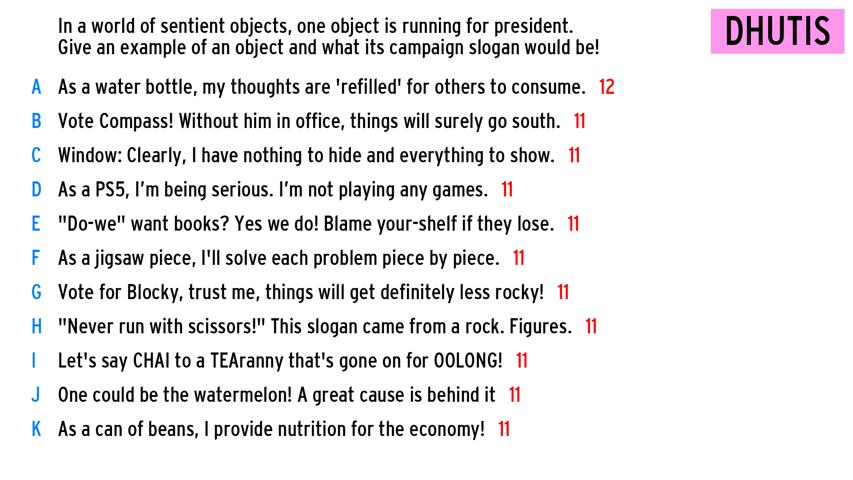 In a world of sentient objects, one object is running for president.
Give an example of an object and what its campaign slogan would be!
DHUTIS
A As a water bottle, my thoughts are 'refilled' for others to consume. 12
B Vote Compass! Without him in office, things will surely go south. 11
C Window: Clearly, I have nothing to hide and everything to show. 11
D As a PS5, I'm being serious. I'm not playing any games. 11
E "Do-we" want books? Yes we do! Blame your-shelf if they lose. 11
F As a jigsaw piece, I'll solve each problem piece by piece. 11
G Vote for Blocky, trust me, things will get definitely less rocky! 11
H "Never run with scissors!" This slogan came from a rock. Figures. 11
I Let's say CHAI to a TEAranny that's gone on for OOLONG! 11
J One could be the watermelon! A great cause is behind it 11
K As a can of beans, I provide nutrition for the economy! 11